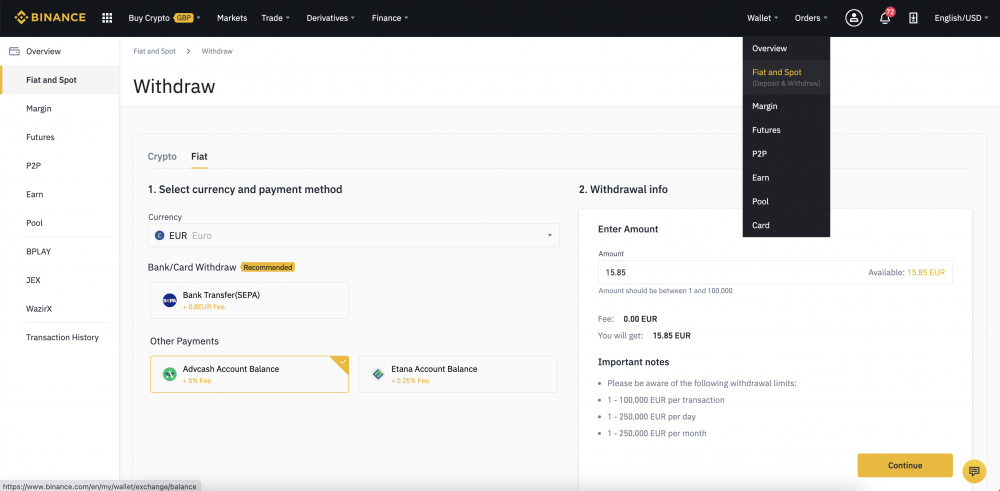 BINANCE
Buy Crypto GBP
Markets
Trade
Derivatives
Finance
Wallet
Orders
72
English/USD
Overview
Fiat and Spot
Margin
Futures
P2P
Earn
Pool
BPLAY
JEX
WazirX
Transaction History
Fiat and Spot > Withdraw
Withdraw
Overview
Fiat and Spot
(Deposit & Withdraw)
Margin
Futures
P2P
Earn
Pool
Card
Crypto
Fiat
1. Select currency and payment method
Currency
EUR Euro
Bank/Card Withdraw Recommended
SEPA
Bank Transfer(SEPA)
+ 0.8EUR Fee
Other Payments
Advcash Account Balance
+ 0% Fee
Etana Account Balance
+ 0.25% Fee
2. Withdrawal info
Enter Amount
Amount
15.85
Available: 15.85 EUR
Amount should be between 1 and 100,000
Fee: 0.00 EUR
You will get: 15.85 EUR
Important notes
• Please be aware of the following withdrawal limits:
• 1 - 100,000 EUR per transaction
• 1 - 250,000 EUR per day
• 1 - 250,000 EUR per month
Continue
https://www.binance.com/en/my/wallet/exchange/balance